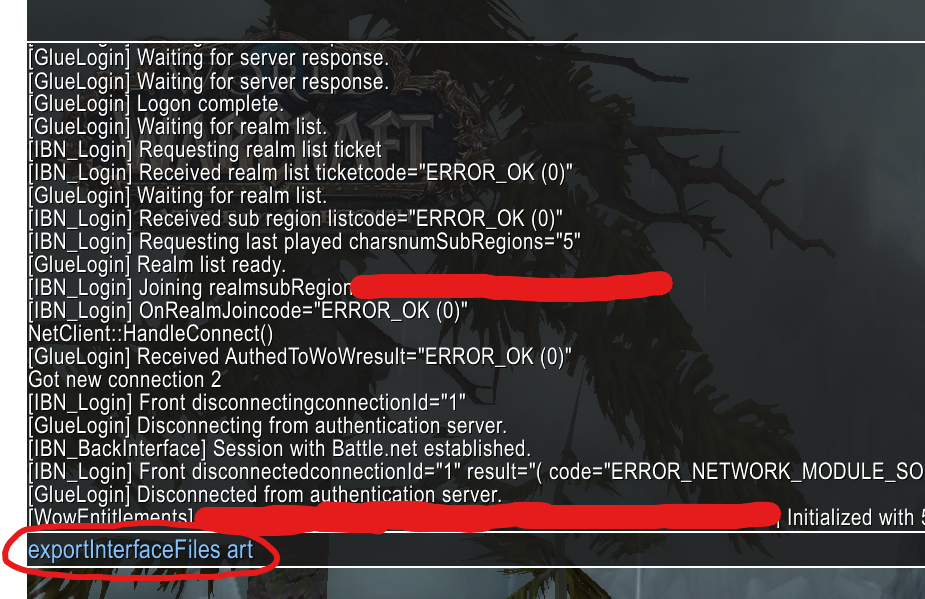 [GlueLogin] Waiting for server response.
[GlueLogin] Waiting for server response.
[GlueLogin] Logon complete.
[GlueLogin] Waiting for realm list.
[IBN_Login] Requesting realm list ticket
[IBN_Login] Received realm list ticketcode="ERROR_OK (0)"
[GlueLogin] Waiting for realm list.
[IBN_Login] Received sub region listcode="ERROR_OK (0)"
[IBN_Login] Requesting last played charsnumSubRegions="5"
[GlueLogin] Realm list ready.
[IBN_Login] Joining realmsubRegion
[IBN_Login] OnRealmJoincode="ERROR_OK (0)"
NetClient::HandleConnect()
[GlueLogin] Received AuthedToWoWresult="ERROR_OK (0)"
Got new connection 2
[IBN_Login] Front disconnectingconnectionId="1"
[GlueLogin] Disconnecting from authentication server.
[IBN_BackInterface] Session with Battle.net established.
[IBN_Login] Front disconnectedconnectionId="1" result="( code="ERROR_NETWORK_MODULE_SO
[GlueLogin] Disconnected from authentication server.
[WowEntitlements] Initialized with 5
exportInterfaceFiles art